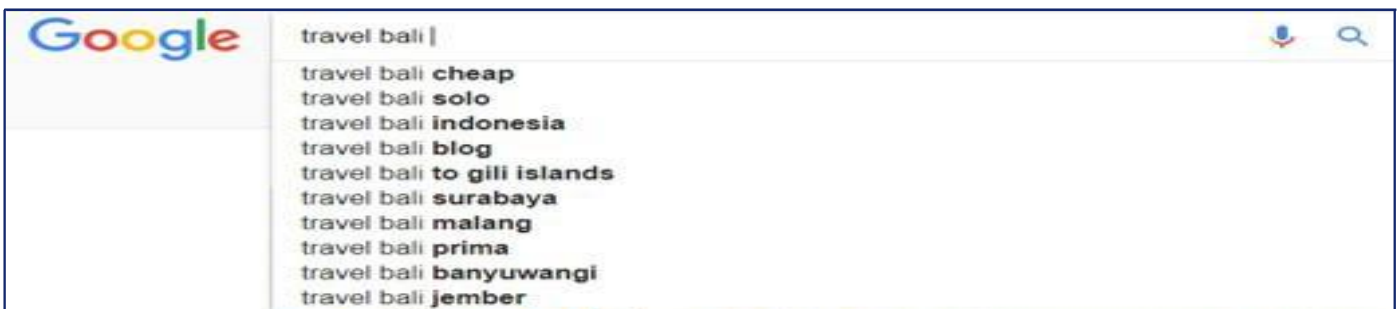 Google
travel bali
travel bali cheap
travel bali solo
travel bali indonesia
travel bali blog
travel bali to gili islands
travel bali surabaya
travel bali malang
travel bali prima
travel bali banyuwangi
travel bali jember